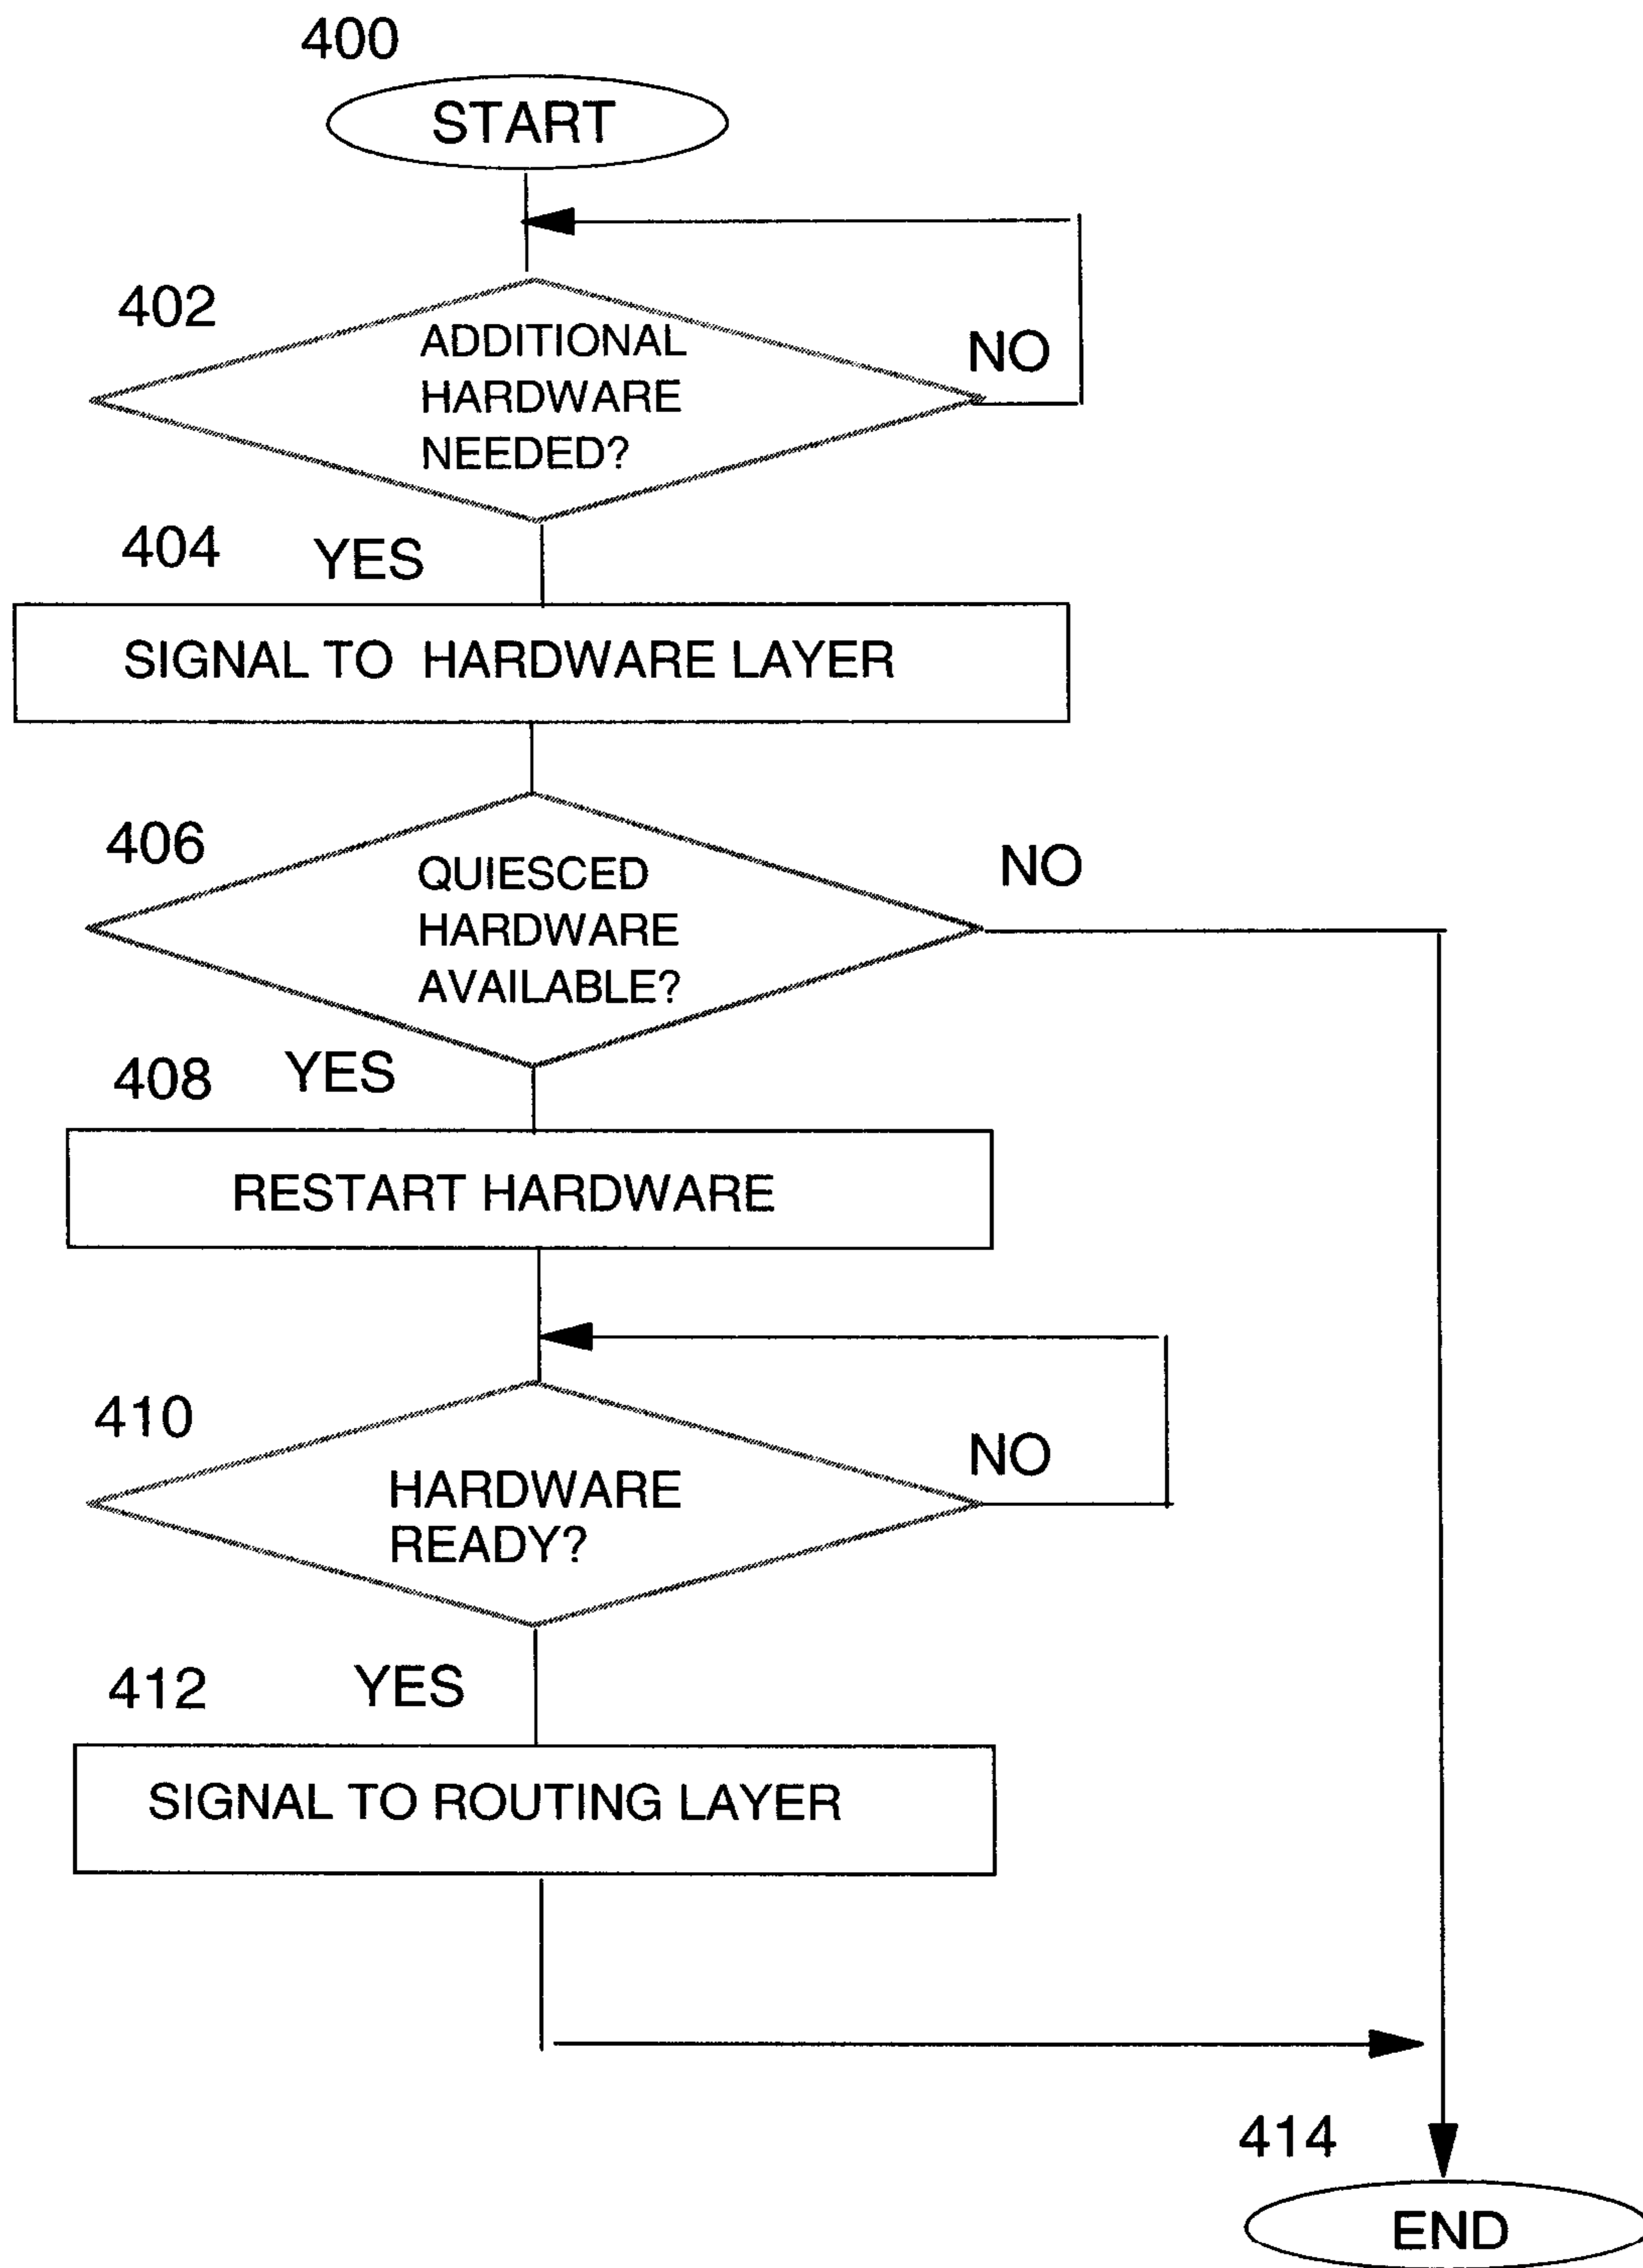 400
START
402
ADDITIONAL
HARDWARE
NEEDED?
NO
404
YES
SIGNAL TO HARDWARE LAYER
406
QUIESCED
HARDWARE
AVAILABLE?
NO
408
YES
RESTART HARDWARE
410
HARDWARE
READY?
NO
412
YES
SIGNAL TO ROUTING LAYER
414
END